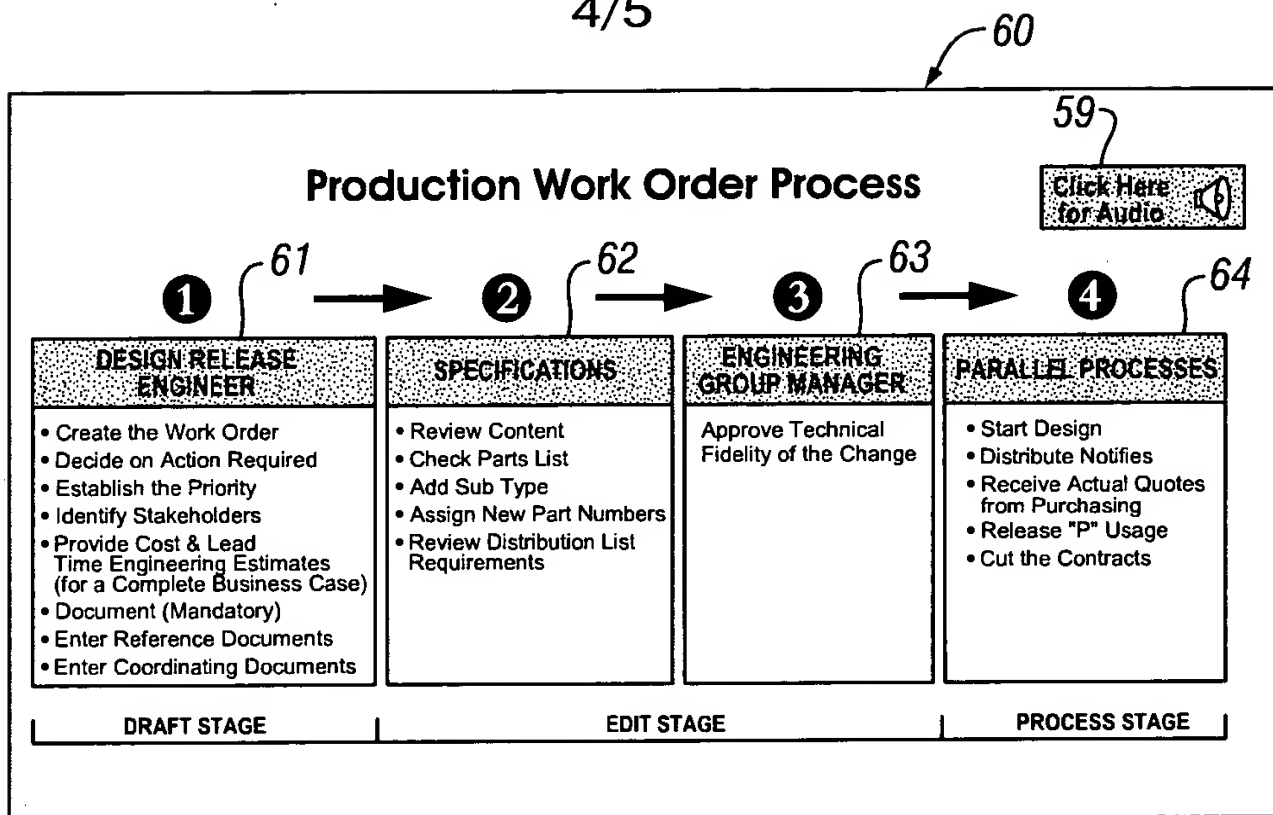 4/5
60
59
Production Work Order Process
Click Here
for Audio
61
62
63
64
1
2
3
4
DESIGN RELEASE
ENGINEER
• Create the Work Order
• Decide on Action Required
• Establish the Priority
• Identify Stakeholders
• Provide Cost & Lead
Time Engineering Estimates
(for a Complete Business Case)
• Document (Mandatory)
• Enter Reference Documents
• Enter Coordinating Documents
SPECIFICATIONS
• Review Content
• Check Parts List
• Add Sub Type
• Assign New Part Numbers
• Review Distribution List
Requirements
ENGINEERING
GROUP MANAGER
Approve Technical
Fidelity of the Change
PARALLEL PROCESSES
• Start Design
• Distribute Notifies
• Receive Actual Quotes
from Purchasing
• Release "P" Usage
• Cut the Contracts
DRAFT STAGE
EDIT STAGE
PROCESS STAGE